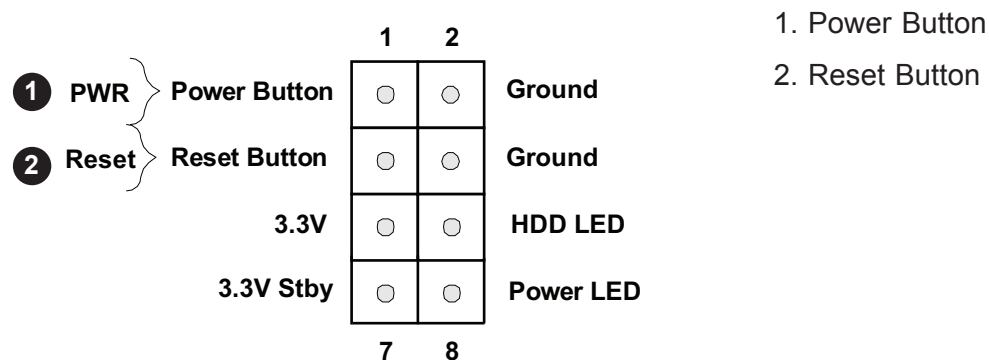 1. Power Button
2. Reset Button
1 2
1 PWR Power Button Ground
2 Reset Reset Button Ground
3.3V HDD LED
3.3V Stby Power LED
7 8